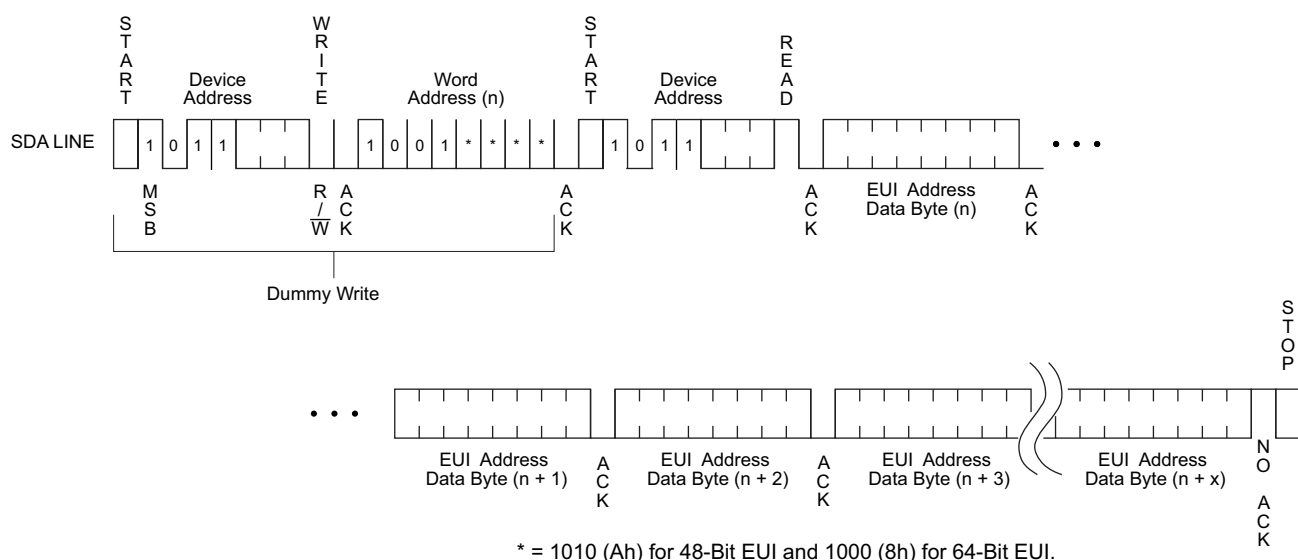 START
WRITE
START
READ
Device
Address
Word
Address (n)
Device
Address
SDA LINE
1 0 1 1
1 0 0 1 * * * *
1 0 1 1
• • •
MSB
R/W
ACK
ACK
ACK
EUI Address
Data Byte (n)
ACK
Dummy Write
STOP
• • •
EUI Address
Data Byte (n + 1)
ACK
EUI Address
Data Byte (n + 2)
ACK
EUI Address
Data Byte (n + 3)
EUI Address
Data Byte (n + x)
NO ACK
* = 1010 (Ah) for 48-Bit EUI and 1000 (8h) for 64-Bit EUI.